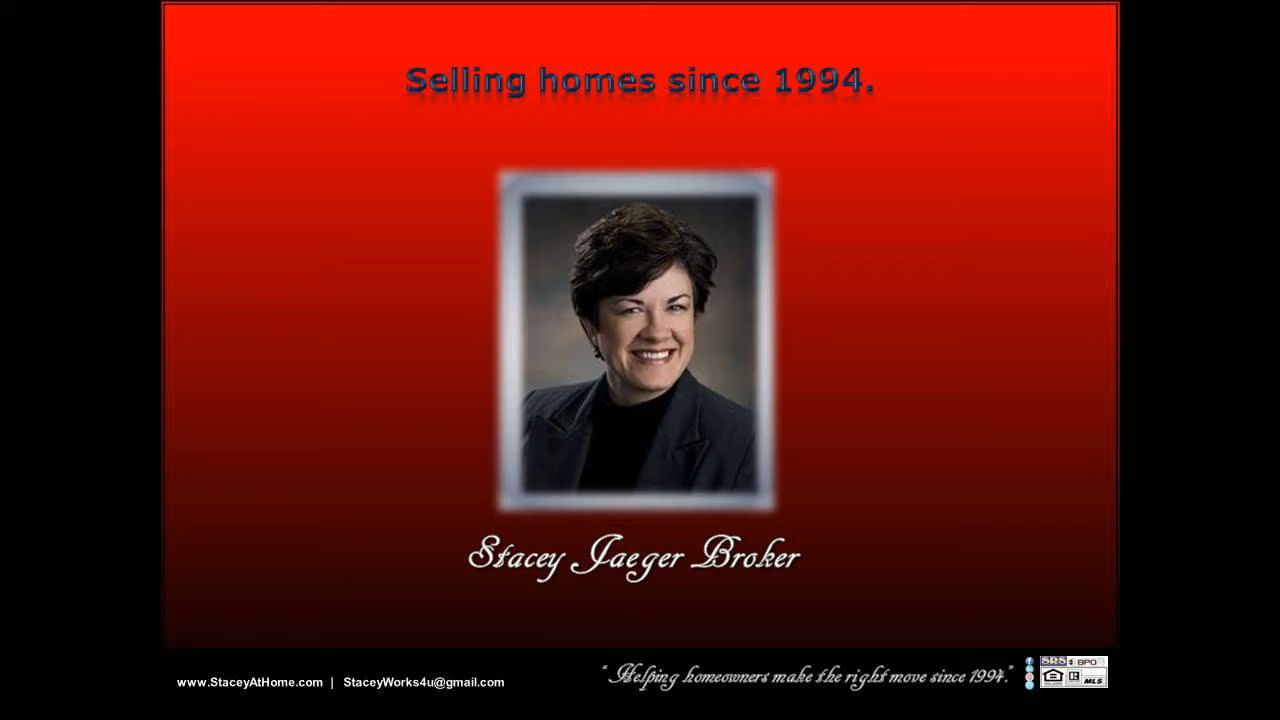 Selling homes since 1994.
Stacey Jaeger Broker
www.StaceyAtHome.com | StaceyWorks4u@gmail.com
“Helping homeowners make the right move since 1994.”
SRS BPO
R MLS